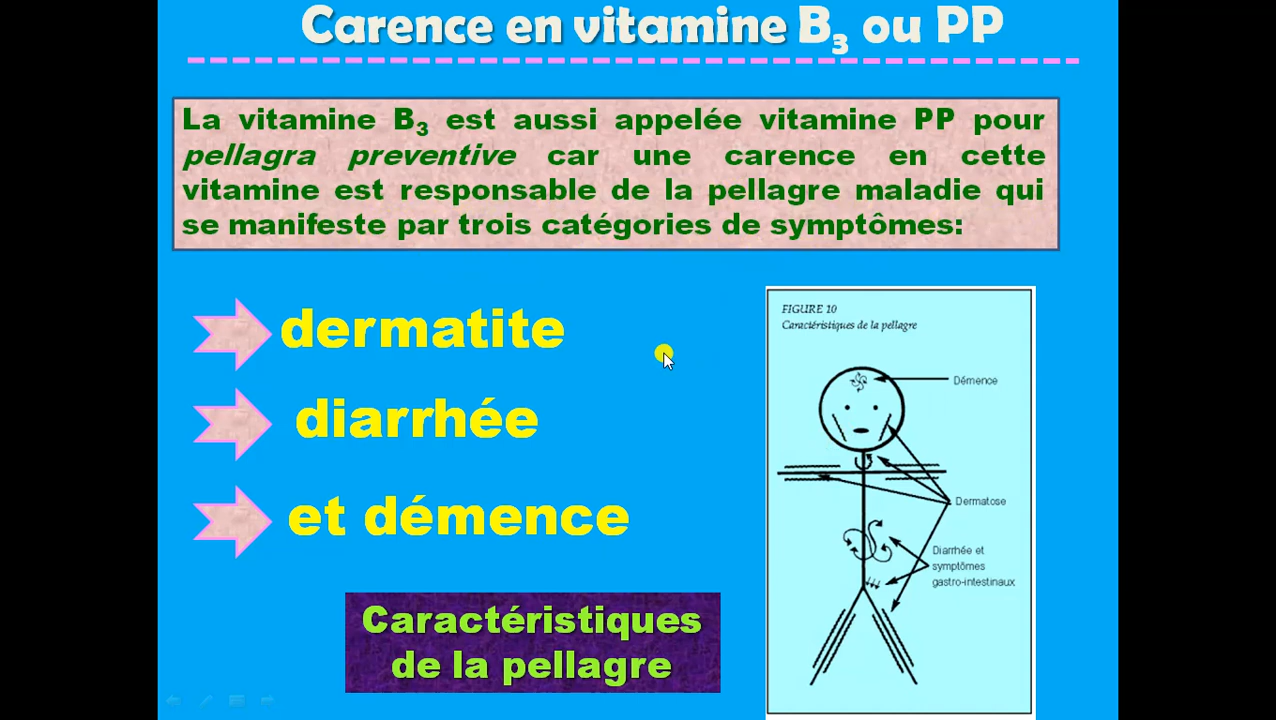 Carence en vitamine B₃ ou PP
La vitamine B₃ est aussi appelée vitamine PP pour
pellagra preventive car une carence en cette
vitamine est responsable de la pellagre maladie qui
se manifeste par trois catégories de symptômes:
dermatite
diarrhée
et démence
Caractéristiques
de la pellagre
FIGURE 10
Caractéristiques de la pellagre
Démence
Dermatose
Diarrhée et
symptômes
gastro-intestinaux